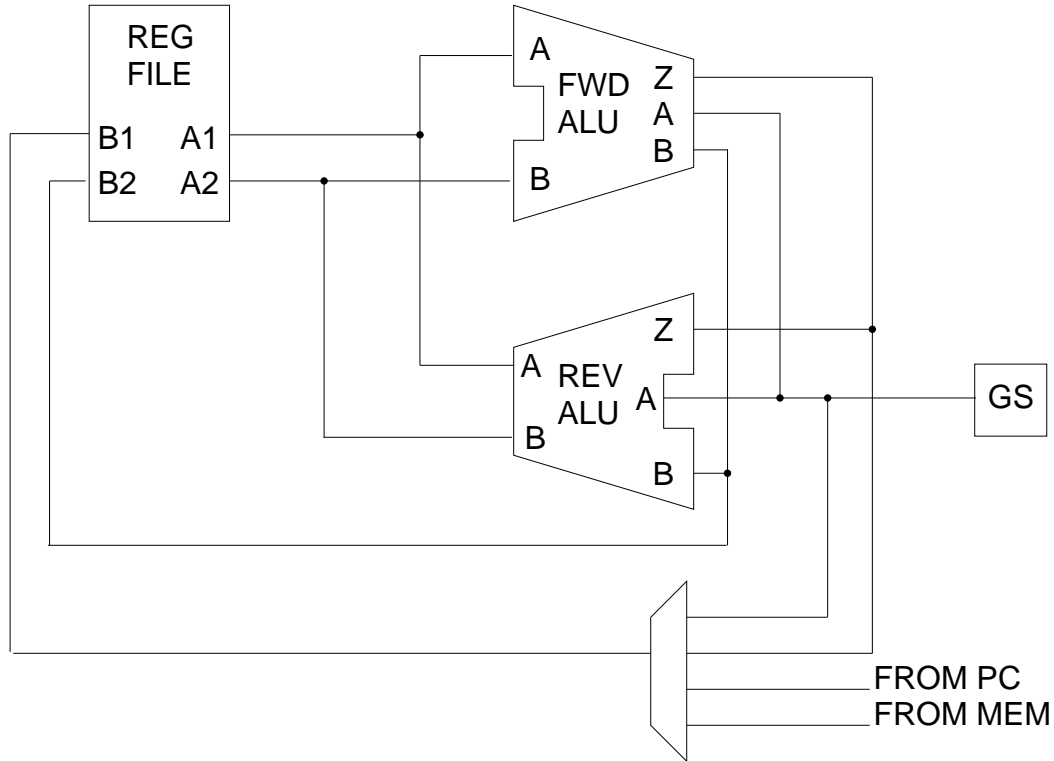 REG
FILE
B1 A1
B2 A2
A
FWD
ALU
B
Z
A
B
A
REV
ALU
B
Z
A
B
GS
FROM PC
FROM MEM